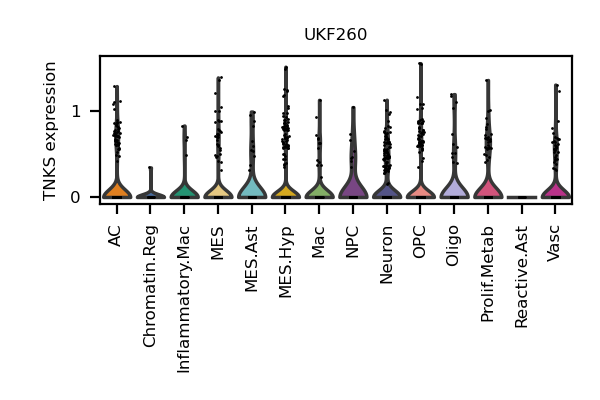 UKF260
TNKS expression
1
0
AC
Chromatin.Reg
Inflammatory.Mac
MES
MES.Ast
MES.Hyp
Mac
NPC
Neuron
OPC
Oligo
Prolif.Metab
Reactive.Ast
Vasc